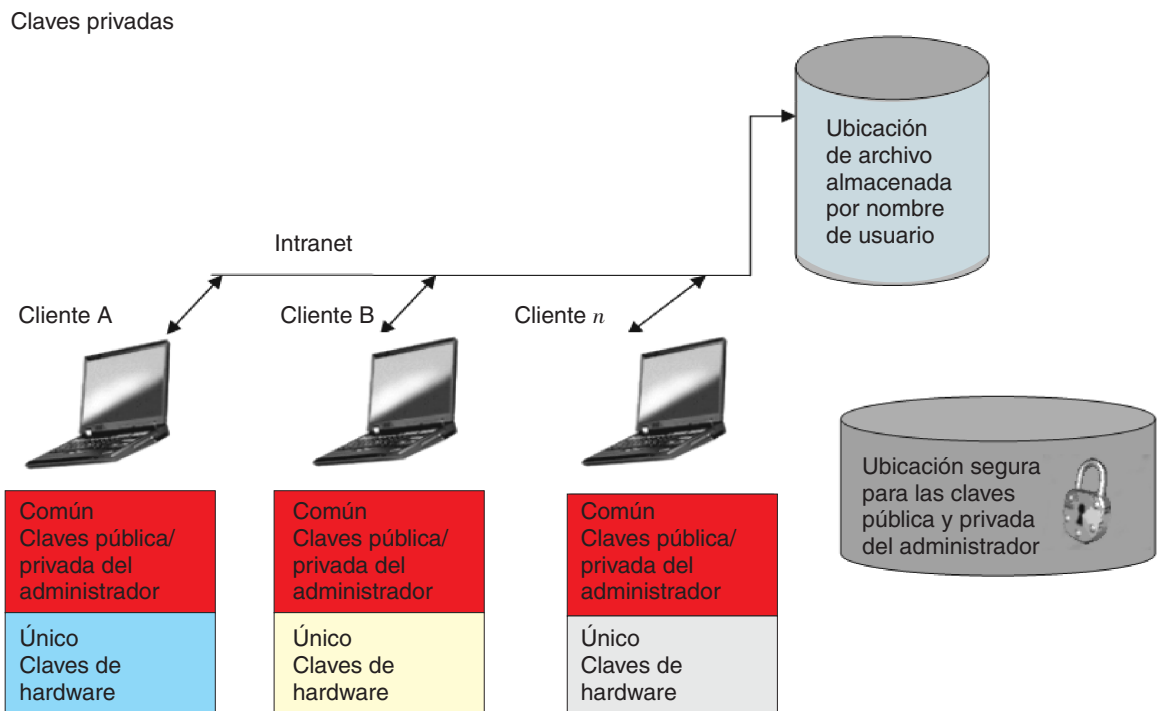 Claves privadas
Ubicación
de archivo
almacenada
por nombre
de usuario
Intranet
Cliente A
Cliente B
Cliente n
Ubicación segura
para las claves
pública y privada
del administrador
Común
Claves pública/
privada del
administrador
Único
Claves de
hardware
Común
Claves pública/
privada del
administrador
Único
Claves de
hardware
Común
Claves pública/
privada del
administrador
Único
Claves de
hardware